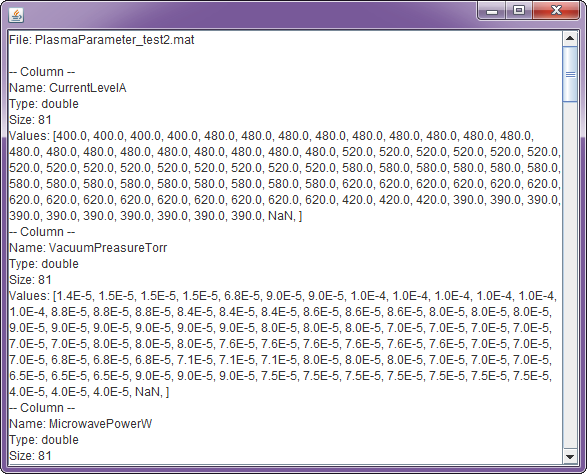 File: PlasmaParameter_test2.mat
-- Column --
Name: CurrentLevelA
Type: double
Size: 81
Values: [400.0, 400.0, 400.0, 400.0, 480.0, 480.0, 480.0, 480.0, 480.0, 480.0, 480.0, 480.0, 480.0,
480.0, 480.0, 480.0, 480.0, 480.0, 480.0, 480.0, 480.0, 480.0, 520.0, 520.0, 520.0, 520.0, 520.0, 520.0,
520.0, 520.0, 520.0, 520.0, 520.0, 520.0, 520.0, 520.0, 520.0, 580.0, 580.0, 580.0, 580.0, 580.0, 580.0,
580.0, 580.0, 580.0, 580.0, 580.0, 580.0, 580.0, 580.0, 580.0, 620.0, 620.0, 620.0, 620.0, 620.0, 620.0,
620.0, 620.0, 620.0, 620.0, 620.0, 620.0, 620.0, 620.0, 620.0, 420.0, 420.0, 420.0, 390.0, 390.0, 390.0,
390.0, 390.0, 390.0, 390.0, 390.0, 390.0, 390.0, NaN, ]
-- Column --
Name: VacuumPreasureTorr
Type: double
Size: 81
Values: [1.4E-5, 1.5E-5, 1.5E-5, 1.5E-5, 6.8E-5, 9.0E-5, 9.0E-5, 1.0E-4, 1.0E-4, 1.0E-4, 1.0E-4, 1.0E-4,
1.0E-4, 8.8E-5, 8.8E-5, 8.8E-5, 8.4E-5, 8.4E-5, 8.4E-5, 8.6E-5, 8.6E-5, 8.6E-5, 8.0E-5, 8.0E-5, 8.0E-5,
9.0E-5, 9.0E-5, 9.0E-5, 9.0E-5, 9.0E-5, 9.0E-5, 8.0E-5, 8.0E-5, 8.0E-5, 7.0E-5, 7.0E-5, 7.0E-5, 7.0E-5,
7.0E-5, 7.0E-5, 8.0E-5, 8.0E-5, 8.0E-5, 7.6E-5, 7.6E-5, 7.6E-5, 7.6E-5, 7.6E-5, 7.6E-5, 7.0E-5, 7.0E-5,
7.0E-5, 6.8E-5, 6.8E-5, 6.8E-5, 7.1E-5, 7.1E-5, 7.1E-5, 8.0E-5, 8.0E-5, 8.0E-5, 7.0E-5, 7.0E-5, 7.0E-5,
6.5E-5, 6.5E-5, 6.5E-5, 9.0E-5, 9.0E-5, 9.0E-5, 7.5E-5, 7.5E-5, 7.5E-5, 7.5E-5, 7.5E-5, 7.5E-5, 7.5E-5,
4.0E-5, 4.0E-5, 4.0E-5, NaN, ]
-- Column --
Name: MicrowavePowerW
Type: double
Size: 81